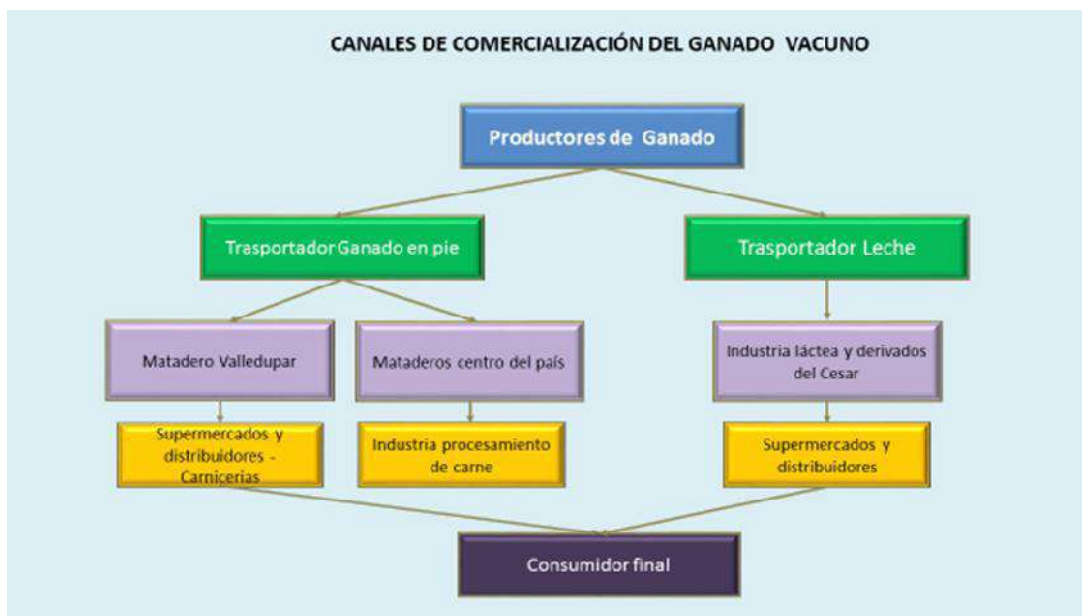 CANALES DE COMERCIALIZACIÓN DEL GANADO VACUNO
Productores de Ganado
Trasportador Ganado en pie
Trasportador Leche
Matadero Valledupar
Mataderos centro del país
Industria láctea y derivados
del Cesar
Supermercados y
distribuidores -
Carnicerias
Industria procesamiento
de carne
Supermercados y
distribuidores
Consumidor final